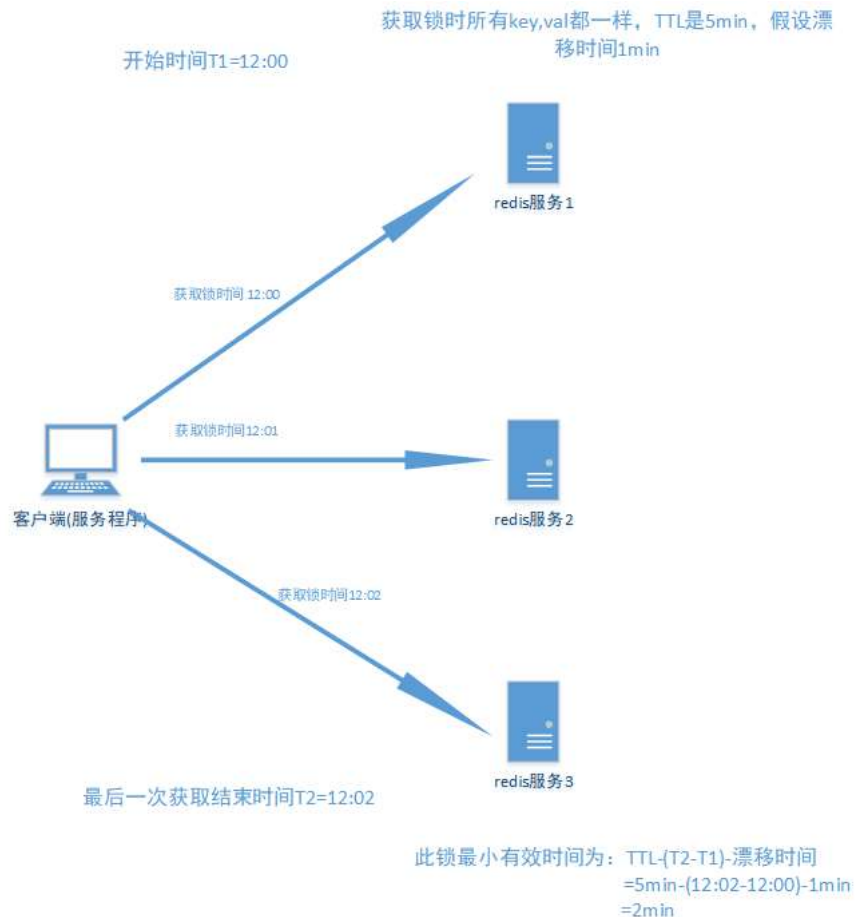 获取锁时所有key,val都一样，TTL是5min，假设漂
移时间1min
开始时间T1=12:00
redis服务1
获取锁时间 12:00
获取锁时间12:01
客户端(服务程序)
redis服务2
获取锁时间12:02
redis服务3
最后一次获取结束时间T2=12:02
此锁最小有效时间为：TTL-(T2-T1)-漂移时间
=5min-(12:02-12:00)-1min
=2min